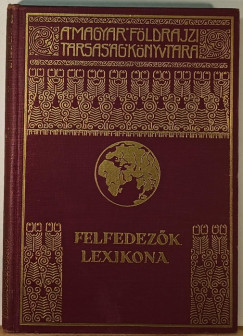 A MAGYAR FÖLDRAJZI
TÁRSASÁG KÖNYVTÁRA
FELFEDEZŐK
LEXIKONA